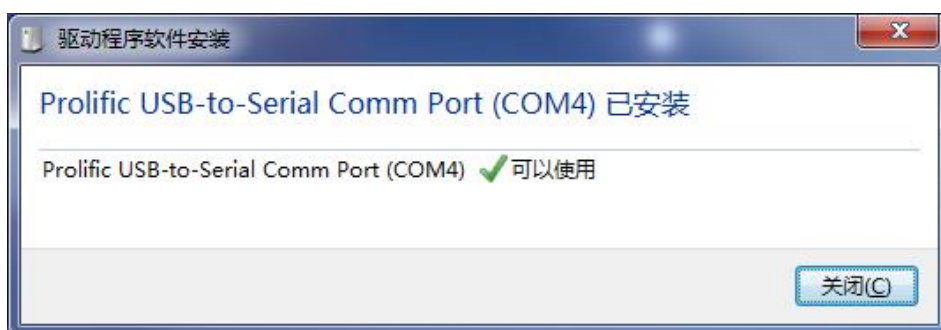 驱动程序软件安装
Prolific USB-to-Serial Comm Port (COM4) 已安装
Prolific USB-to-Serial Comm Port (COM4) 可以使用
关闭(C)